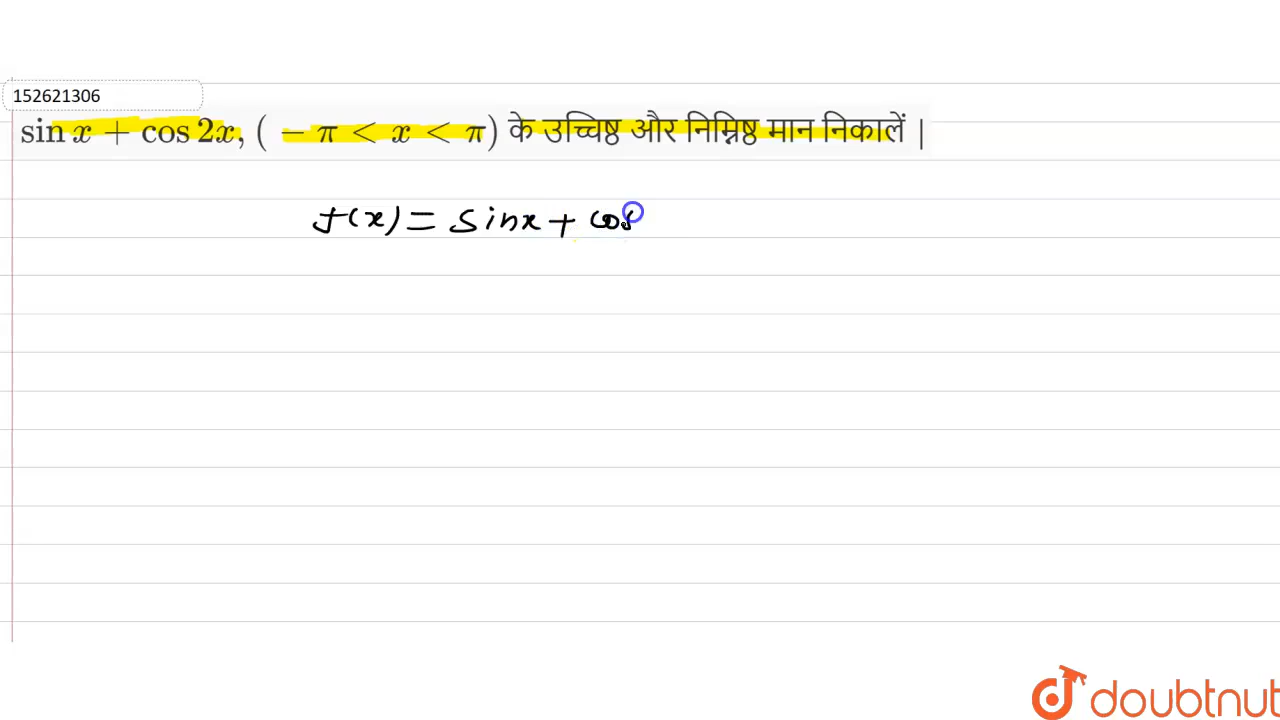 152621306
sin x + cos 2x, ( − π < x < π) के उच्चिष्ठ और निम्निष्ठ मान निकालें |
f(x) = sinx + cos
doubtnut